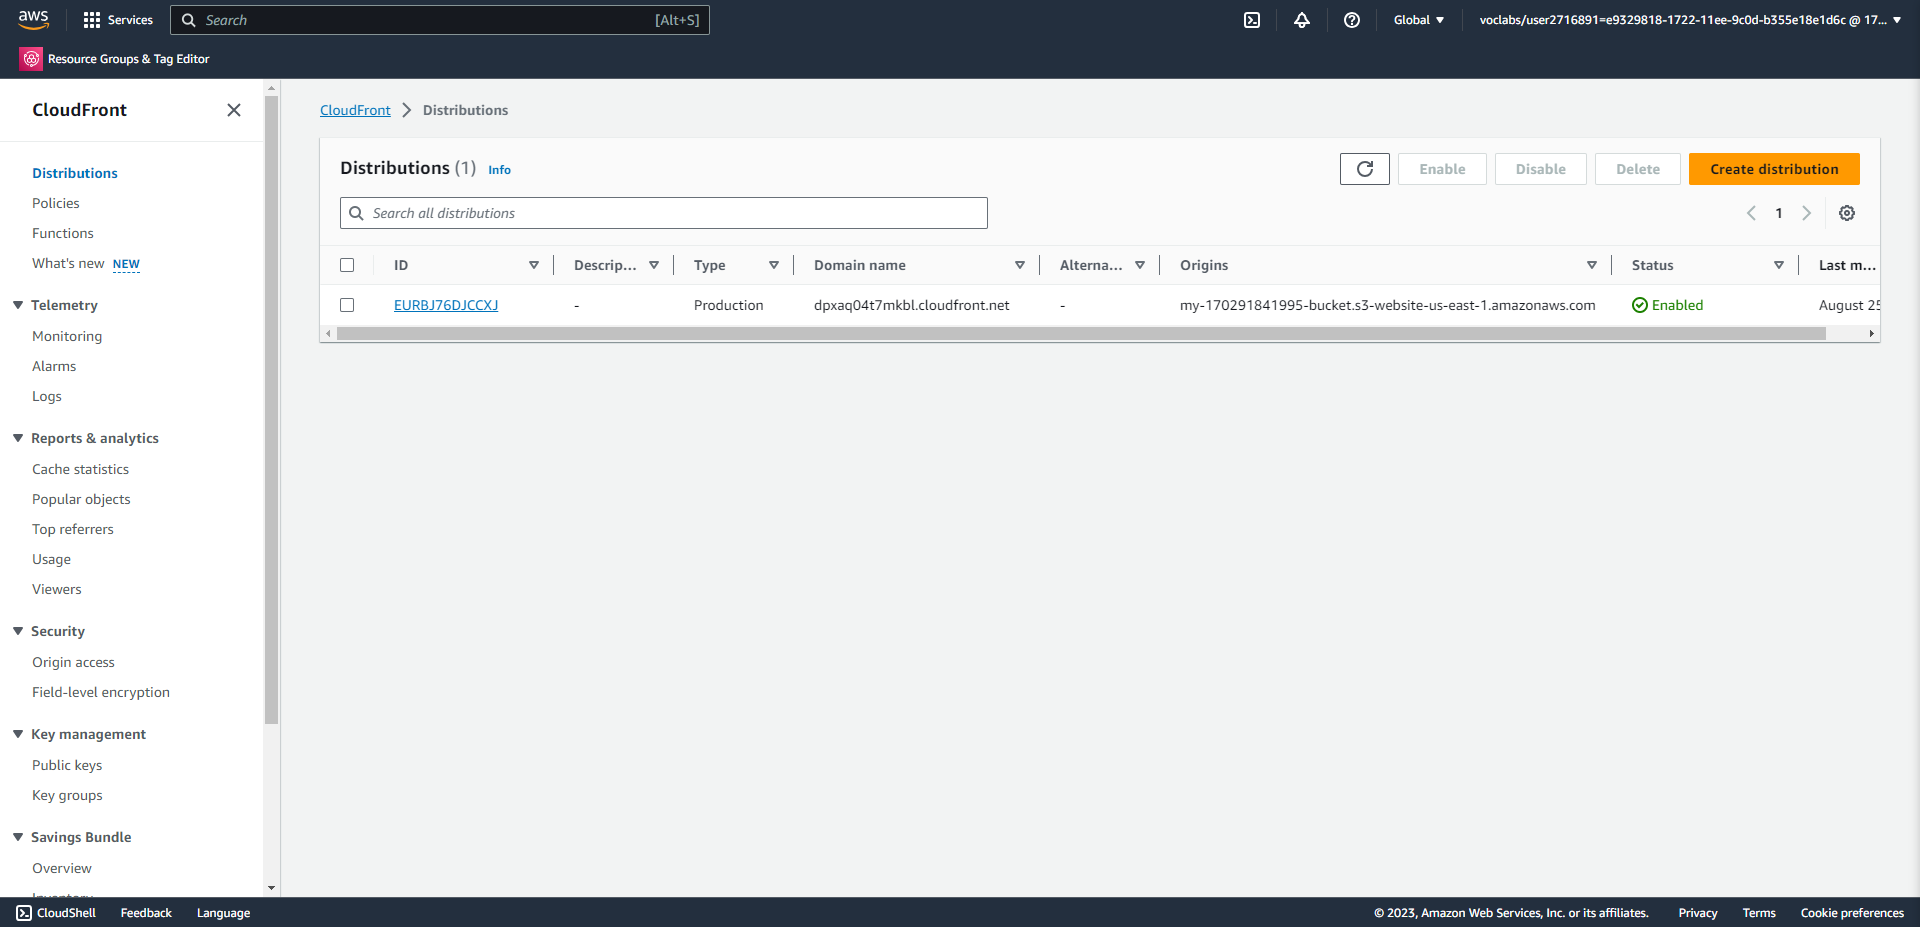 aws Services Search [Alt+S] Global voclabs/user2716891=e9329818-1722-11ee-9c0d-b355e18e1d6c @ 17...
Resource Groups & Tag Editor
CloudFront
Distributions
Policies
Functions
What's new NEW
Telemetry
Monitoring
Alarms
Logs
Reports & analytics
Cache statistics
Popular objects
Top referrers
Usage
Viewers
Security
Origin access
Field-level encryption
Key management
Public keys
Key groups
Savings Bundle
Overview
Inventory
CloudFront Distributions
Distributions (1) Info Enable Disable Delete Create distribution
Search all distributions 1
ID Descrip... Type Domain name Alterna... Origins Status Last m...
EURBJ76DJCCXJ - Production dpxaq04t7mkbl.cloudfront.net - my-170291841995-bucket.s3-website-us-east-1.amazonaws.com Enabled August 25
CloudShell Feedback Language © 2023, Amazon Web Services, Inc. or its affiliates. Privacy Terms Cookie preferences